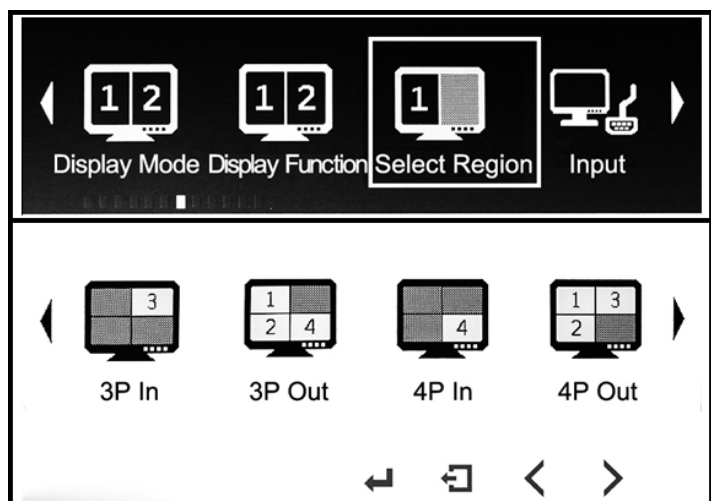 1 2 1 2 1
Display Mode Display Function Select Region Input
3 1 1 3
2 4 4 2
3P In 3P Out 4P In 4P Out